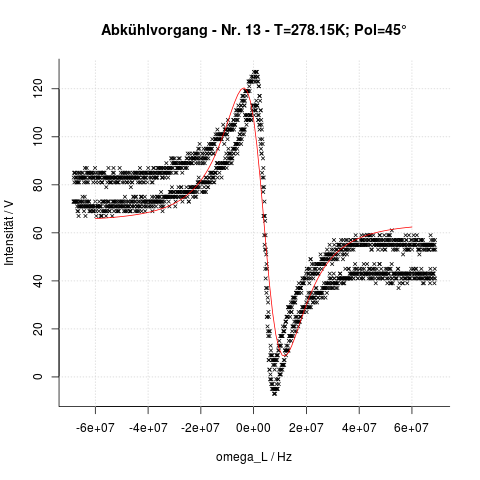 Abkühlvorgang - Nr. 13 - T=278.15K; Pol=45°
Intensität / V
120
100
80
60
40
20
0
-6e+07 -4e+07 -2e+07 0e+00 2e+07 4e+07 6e+07
omega_L / Hz